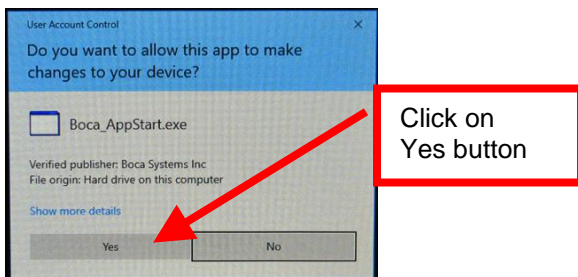 User Account Control
Do you want to allow this app to make
changes to your device?
Boca_AppStart.exe
Verified publisher: Boca Systems Inc
File origin: Hard drive on this computer
Show more details
Yes
No
Click on
Yes button